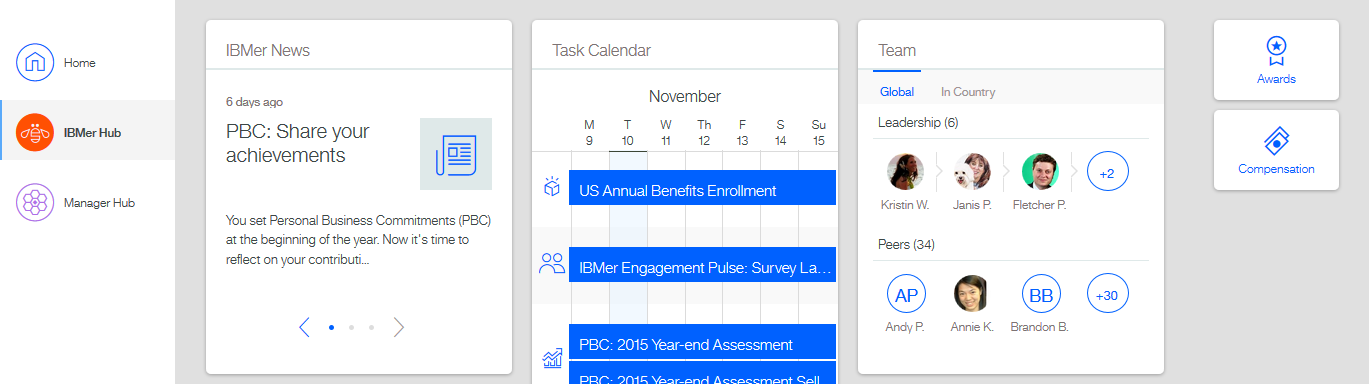 Home
IBMer Hub
Manager Hub
IBMer News
6 days ago
PBC: Share your
achievements
You set Personal Business Commitments (PBC)
at the beginning of the year. Now it's time to
reflect on your contributi...
Task Calendar
November
M T W Th F S Su
9 10 11 12 13 14 15
US Annual Benefits Enrollment
IBMer Engagement Pulse: Survey La...
PBC: 2015 Year-end Assessment
PBC: 2015 Year-end Assessment Self
Team
Global In Country
Leadership (6)
+2
Kristin W. Janis P. Fletcher P.
Peers (34)
AP BB +30
Andy P. Annie K. Brandon B.
Awards
Compensation